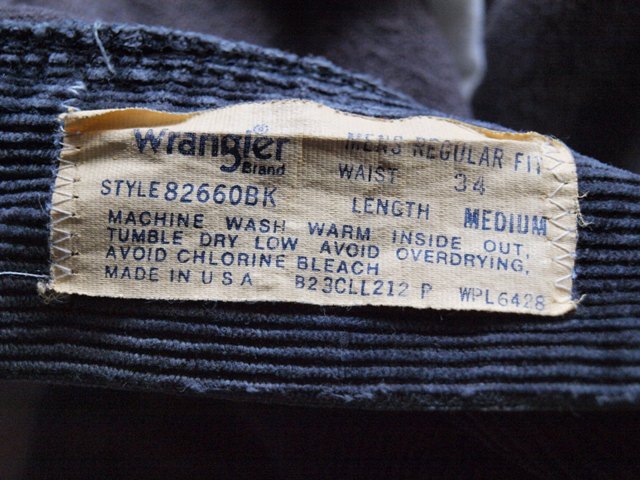 Wrangler®
Brand
MENS REGULAR FIT
STYLE 82660BK
WAIST 34
LENGTH MEDIUM
MACHINE WASH WARM INSIDE OUT,
TUMBLE DRY LOW AVOID OVERDRYING,
AVOID CHLORINE BLEACH
MADE IN USA B23CLL212 P WPL6428